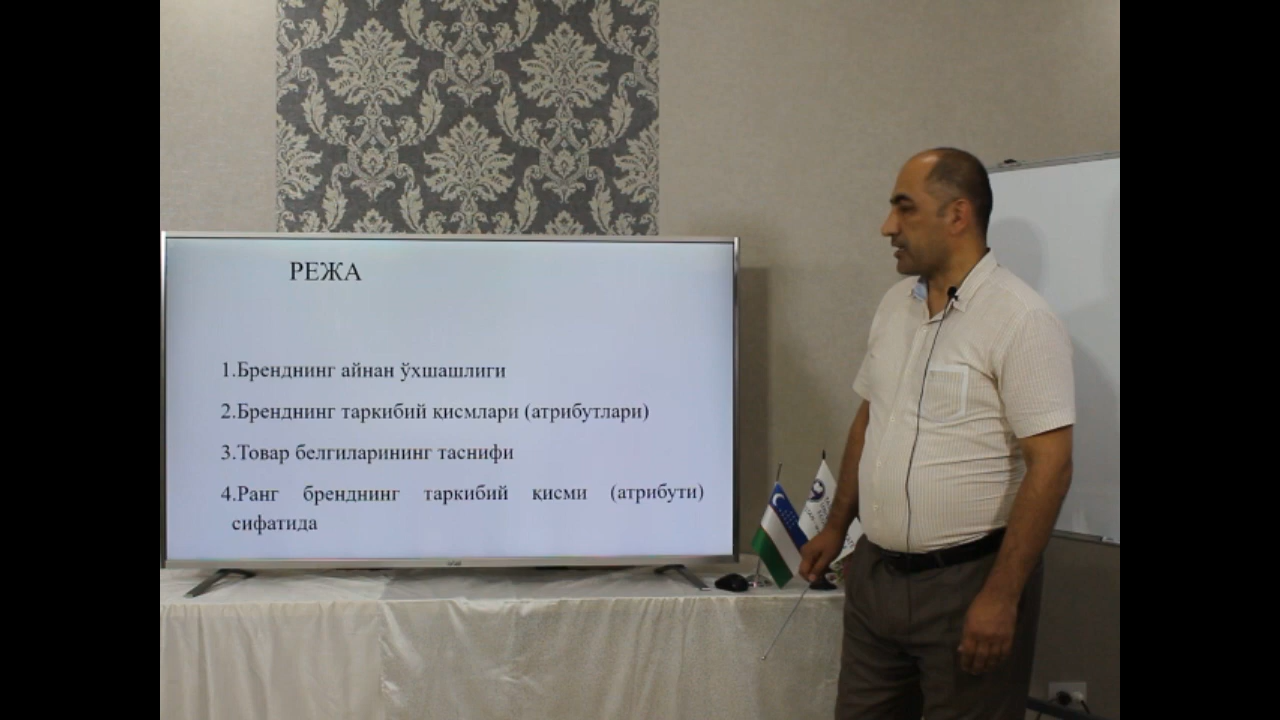 РЕЖА
1.Бренднинг айнан ўхшашлиги
2.Бренднинг таркибий қисмлари (атрибутлари)
3.Товар белгиларининг таснифи
4.Ранг бренднинг таркибий қисми (атрибути)
сифатида